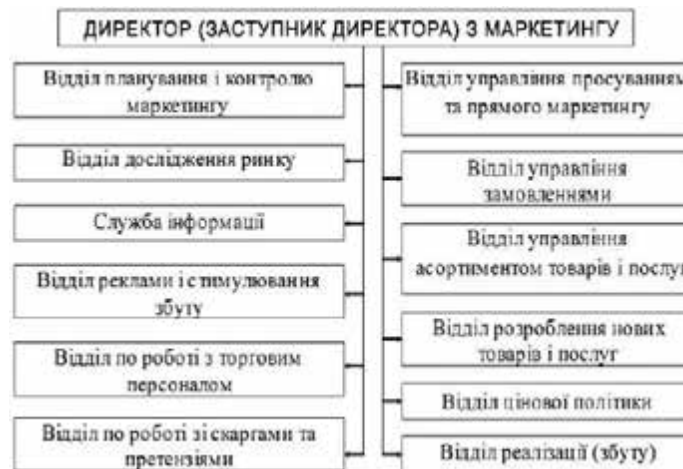 ДИРЕКТОР (ЗАСТУПНИК ДИРЕКТОРА) З МАРКЕТИНГУ
Відділ планування і контролю
маркетингу
Відділ дослідження ринку
Служба інформації
Відділ реклами і стимулювання
збуту
Відділ по роботі з торговим
персоналом
Відділ по роботі зі скаргами та
претензіями
Відділ управління просуванням
та прямого маркетингу
Відділ управління
замовленнями
Відділ управління
асортиментом товарів і послуг
Відділ розроблення нових
товарів і послуг
Відділ цінової політики
Відділ реалізації (збуту)